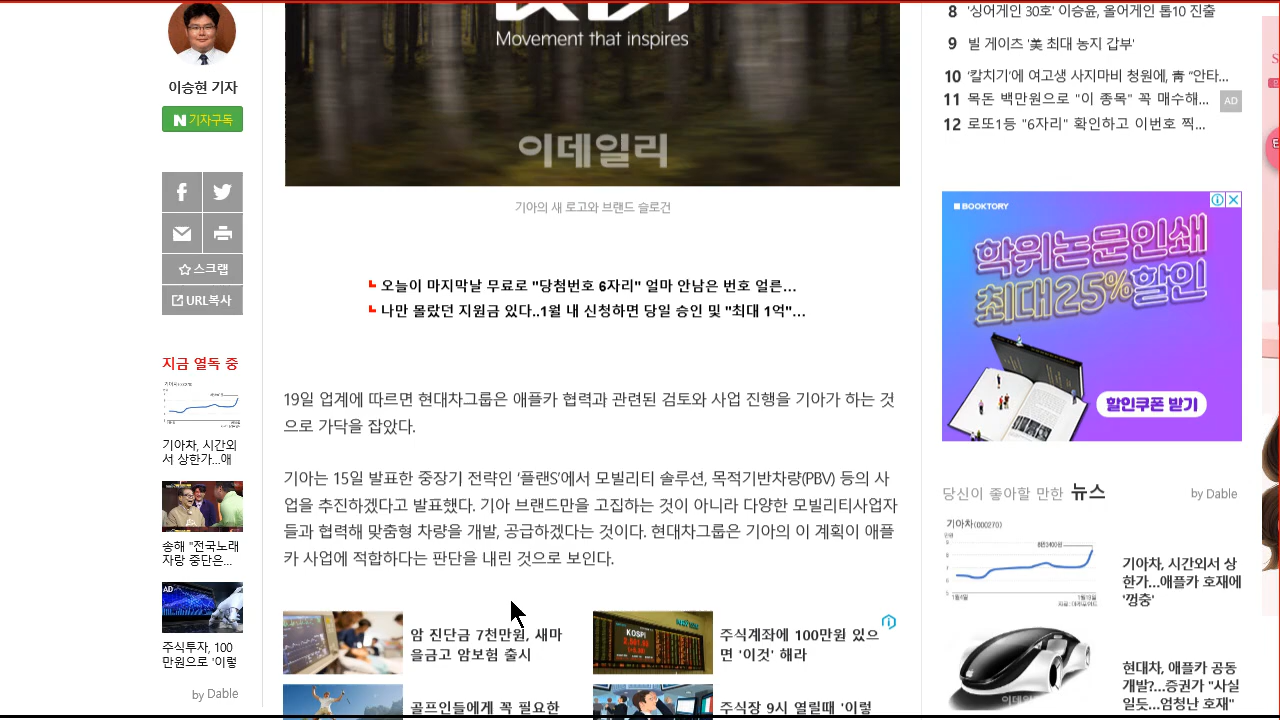 이승현 기자
N 기자구독
스크랩
URL복사
지금 열독 중
기아차, 시간외
서 상한가...애
송해 "전국노래
자랑 중단은...
AD
주식투자, 100
만원으로 '이렇
by Dable
Movement that inspires
이데일리
기아의 새 로고와 브랜드 슬로건
오늘이 마지막날 무료로 "당첨번호 6자리" 얼마 안남은 번호 얼른...
나만 몰랐던 지원금 있다..1월 내 신청하면 당일 승인 및 "최대 1억"...
19일 업계에 따르면 현대차그룹은 애플카 협력과 관련된 검토와 사업 진행을 기아가 하는 것
으로 가닥을 잡았다.
기아는 15일 발표한 중장기 전략인 '플랜S'에서 모빌리티 솔루션, 목적기반차량(PBV) 등의 사
업을 추진하겠다고 발표했다. 기아 브랜드만을 고집하는 것이 아니라 다양한 모빌리티사업자
들과 협력해 맞춤형 차량을 개발, 공급하겠다는 것이다. 현대차그룹은 기아의 이 계획이 애플
카 사업에 적합하다는 판단을 내린 것으로 보인다.
암 진단금 7천만원, 새마
을금고 암보험 출시
KOSPI
주식계좌에 100만원 있으
면 '이것' 해라
골프인들에게 꼭 필요한
주식장 9시 열릴때 '이렇
8 '싱어게인 30호' 이승윤, 올어게인 톱10 진출
9 빌 게이츠 '美 최대 농지 갑부'
10 '칼치기'에 여고생 사지마비 청원에, 靑 "안타...
11 목돈 백만원으로 "이 종목" 꼭 매수해... AD
12 로또1등 "6자리" 확인하고 이번호 찍...
BOOKTORY
학위논문인쇄
최대25%할인
할인쿠폰 받기
당신이 좋아할 만한 뉴스 by Dable
기아차(000270)
기아차, 시간외서 상
한가...애플카 호재에
'껑충'
현대차, 애플카 공동
개발?...증권가 "사실
일듯...엄청난 호재"
이데일리